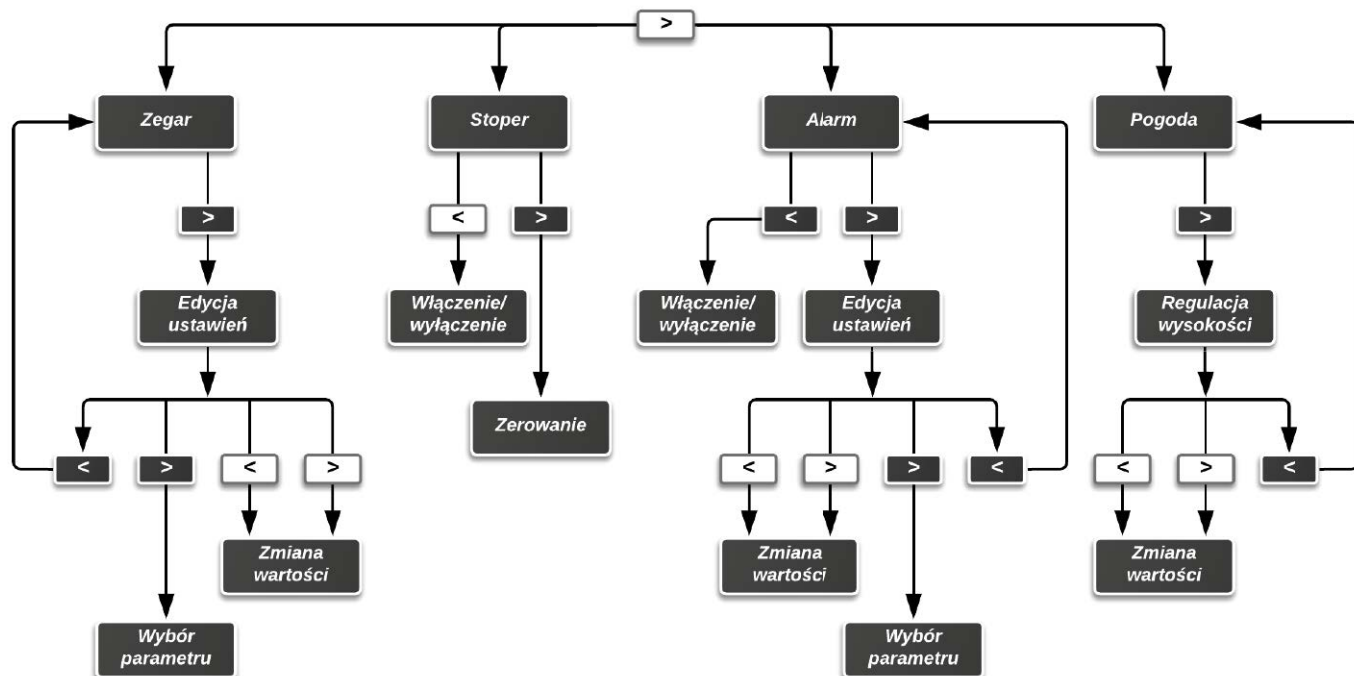 >
Zegar
Stoper
Alarm
Pogoda
>
<
>
<
>
>
Edycja
ustawień
Włączenie/
wyłączenie
Włączenie/
wyłączenie
Edycja
ustawień
Regulacja
wysokości
Zerowanie
<
>
<
>
<
>
>
<
<
>
<
Zmiana
wartości
Zmiana
wartości
Zmiana
wartości
Wybór
parametru
Wybór
parametru